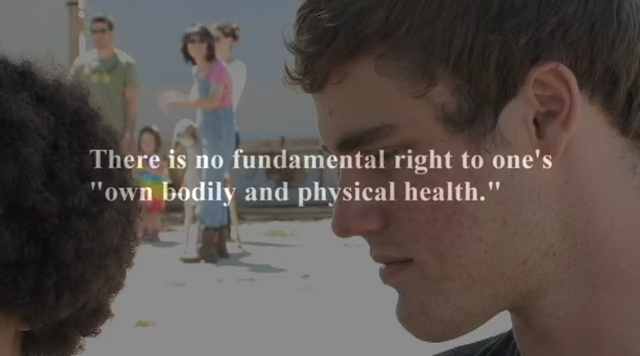 There is no fundamental right to one's
"own bodily and physical health."